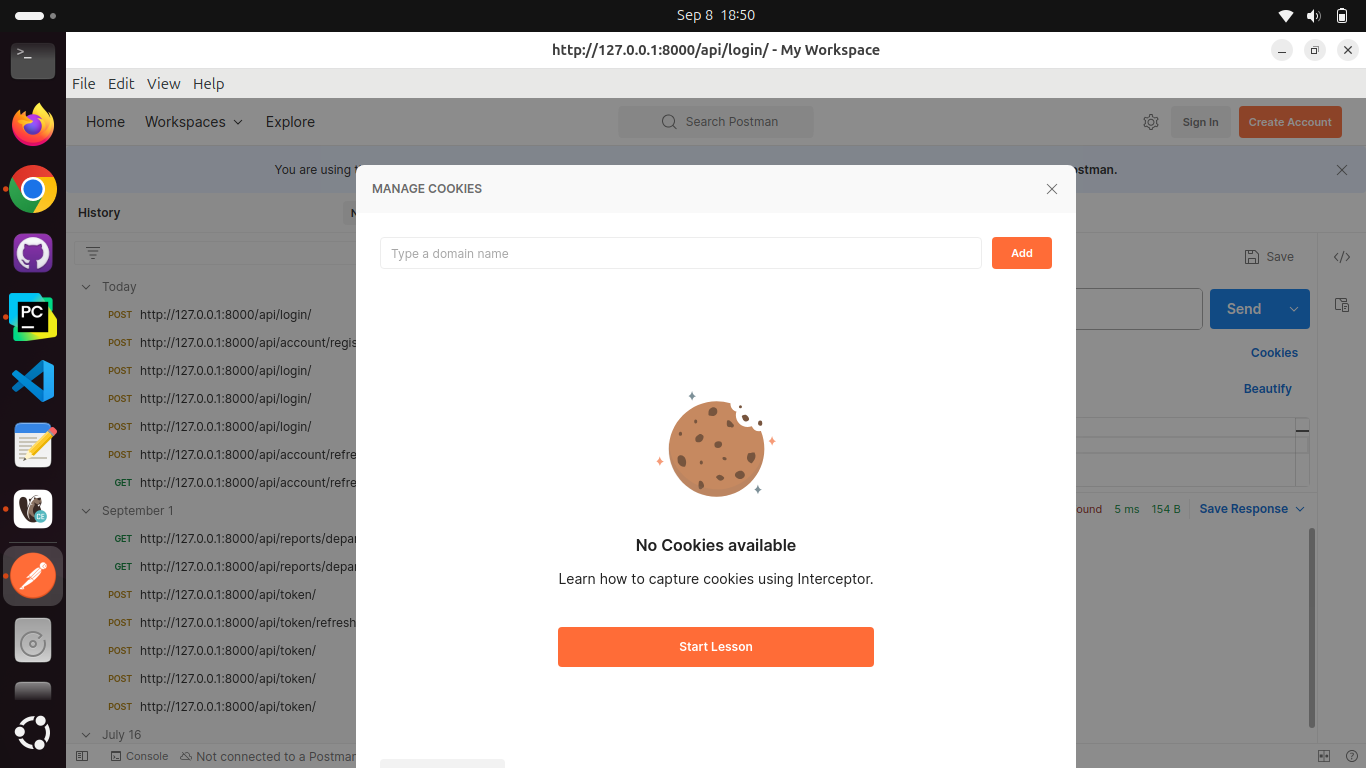 Sep 8 18:50
http://127.0.0.1:8000/api/login/ - My Workspace
File Edit View Help
Home Workspaces Explore Search Postman Sign In Create Account
You are using
ostman.
History
MANAGE COOKIES
Type a domain name Add
Save
Today
POST http://127.0.0.1:8000/api/login/
Send
POST http://127.0.0.1:8000/api/account/regis
Cookies
POST http://127.0.0.1:8000/api/login/
POST http://127.0.0.1:8000/api/login/
Beautify
POST http://127.0.0.1:8000/api/login/
POST http://127.0.0.1:8000/api/account/refre
GET http://127.0.0.1:8000/api/account/refre
September 1
ound 5 ms 154 B Save Response
GET http://127.0.0.1:8000/api/reports/depar
GET http://127.0.0.1:8000/api/reports/depar
POST http://127.0.0.1:8000/api/token/
POST http://127.0.0.1:8000/api/token/refresh
POST http://127.0.0.1:8000/api/token/
POST http://127.0.0.1:8000/api/token/
POST http://127.0.0.1:8000/api/token/
July 16
No Cookies available
Learn how to capture cookies using Interceptor.
Start Lesson
Console Not connected to a Postman
PC
CE